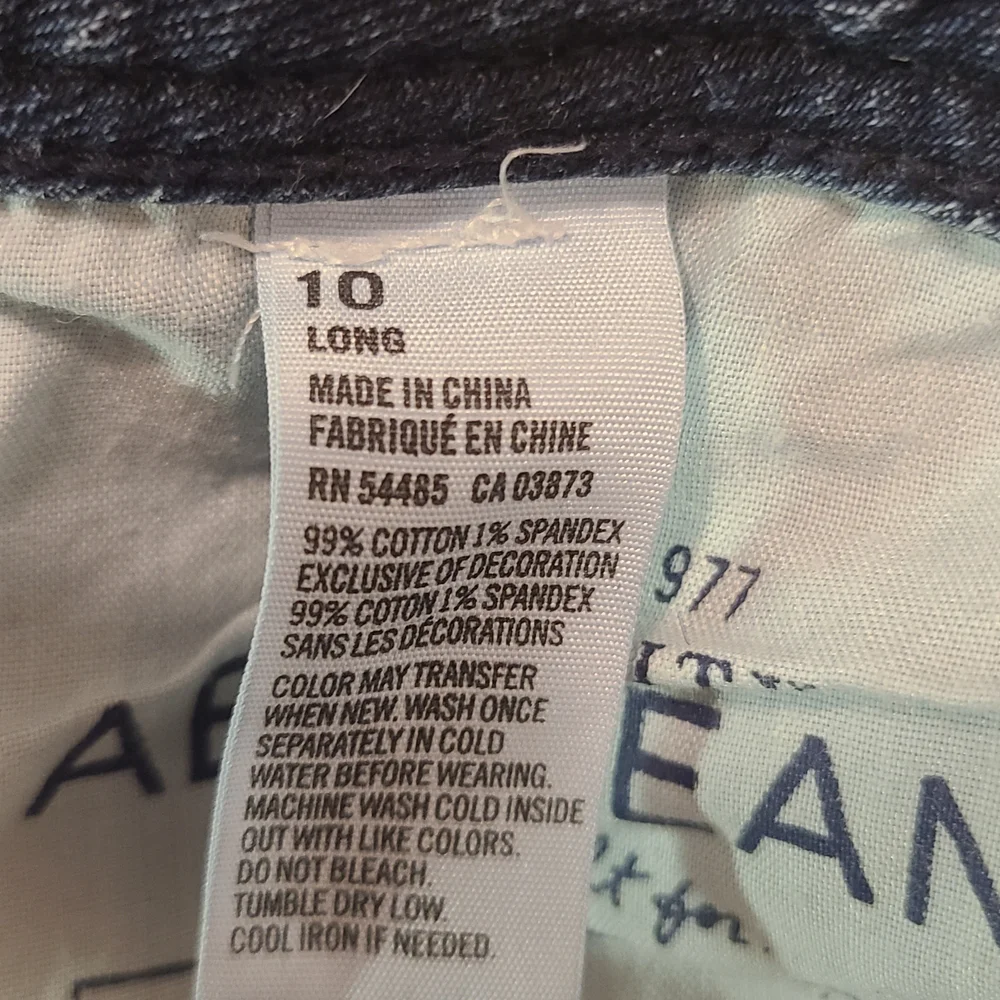 10
LONG
MADE IN CHINA
FABRIQUÉ EN CHINE
RN 54485 CA 03873
99% COTTON 1% SPANDEX
EXCLUSIVE OF DECORATION
99% COTON 1% SPANDEX
SANS LES DÉCORATIONS
COLOR MAY TRANSFER
WHEN NEW. WASH ONCE
SEPARATELY IN COLD
WATER BEFORE WEARING.
MACHINE WASH COLD INSIDE
OUT WITH LIKE COLORS.
DO NOT BLEACH.
TUMBLE DRY LOW.
COOL IRON IF NEEDED.
977
EAN
for.